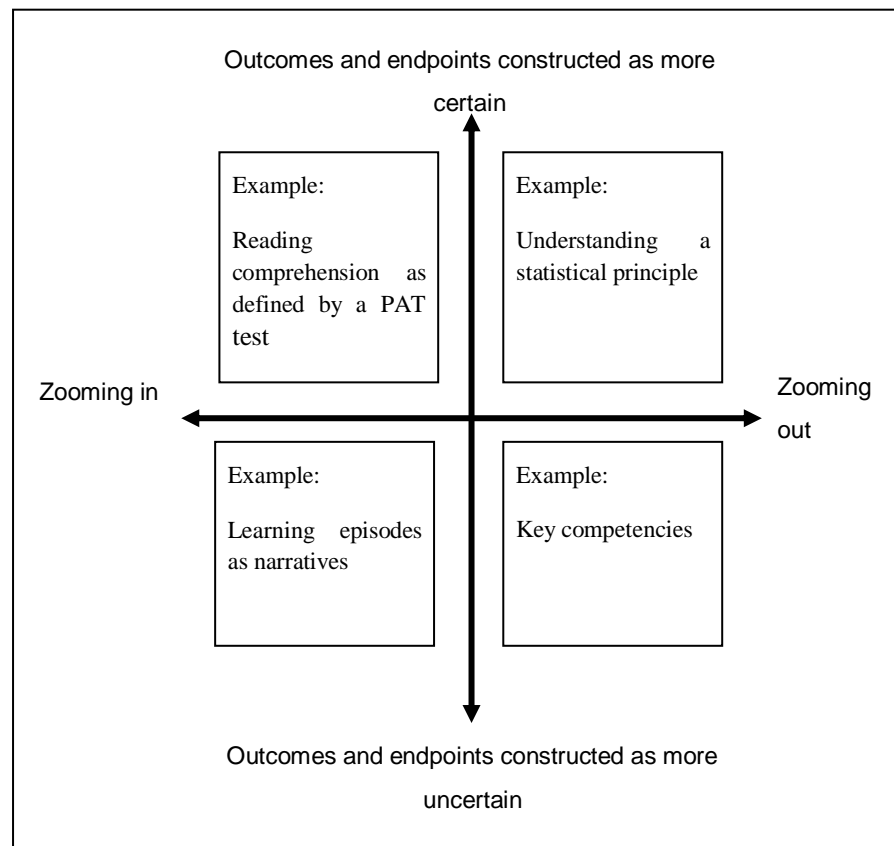 Outcomes and endpoints constructed as more
certain
Example:
Reading
comprehension as
defined by a PAT
test
Example:
Understanding a
statistical principle
Zooming in
Zooming
out
Example:
Learning episodes
as narratives
Example:
Key competencies
Outcomes and endpoints constructed as more
uncertain